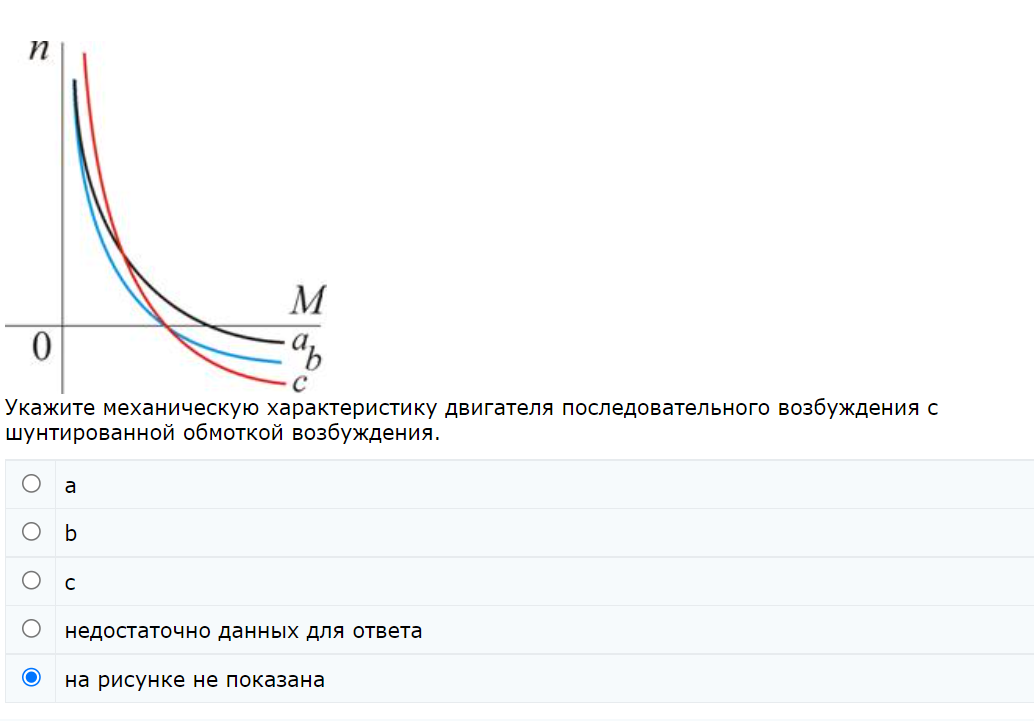 n
M
0
a
b
c
Укажите механическую характеристику двигателя последовательного возбуждения с
шунтированной обмоткой возбуждения.
a
b
c
недостаточно данных для ответа
на рисунке не показана